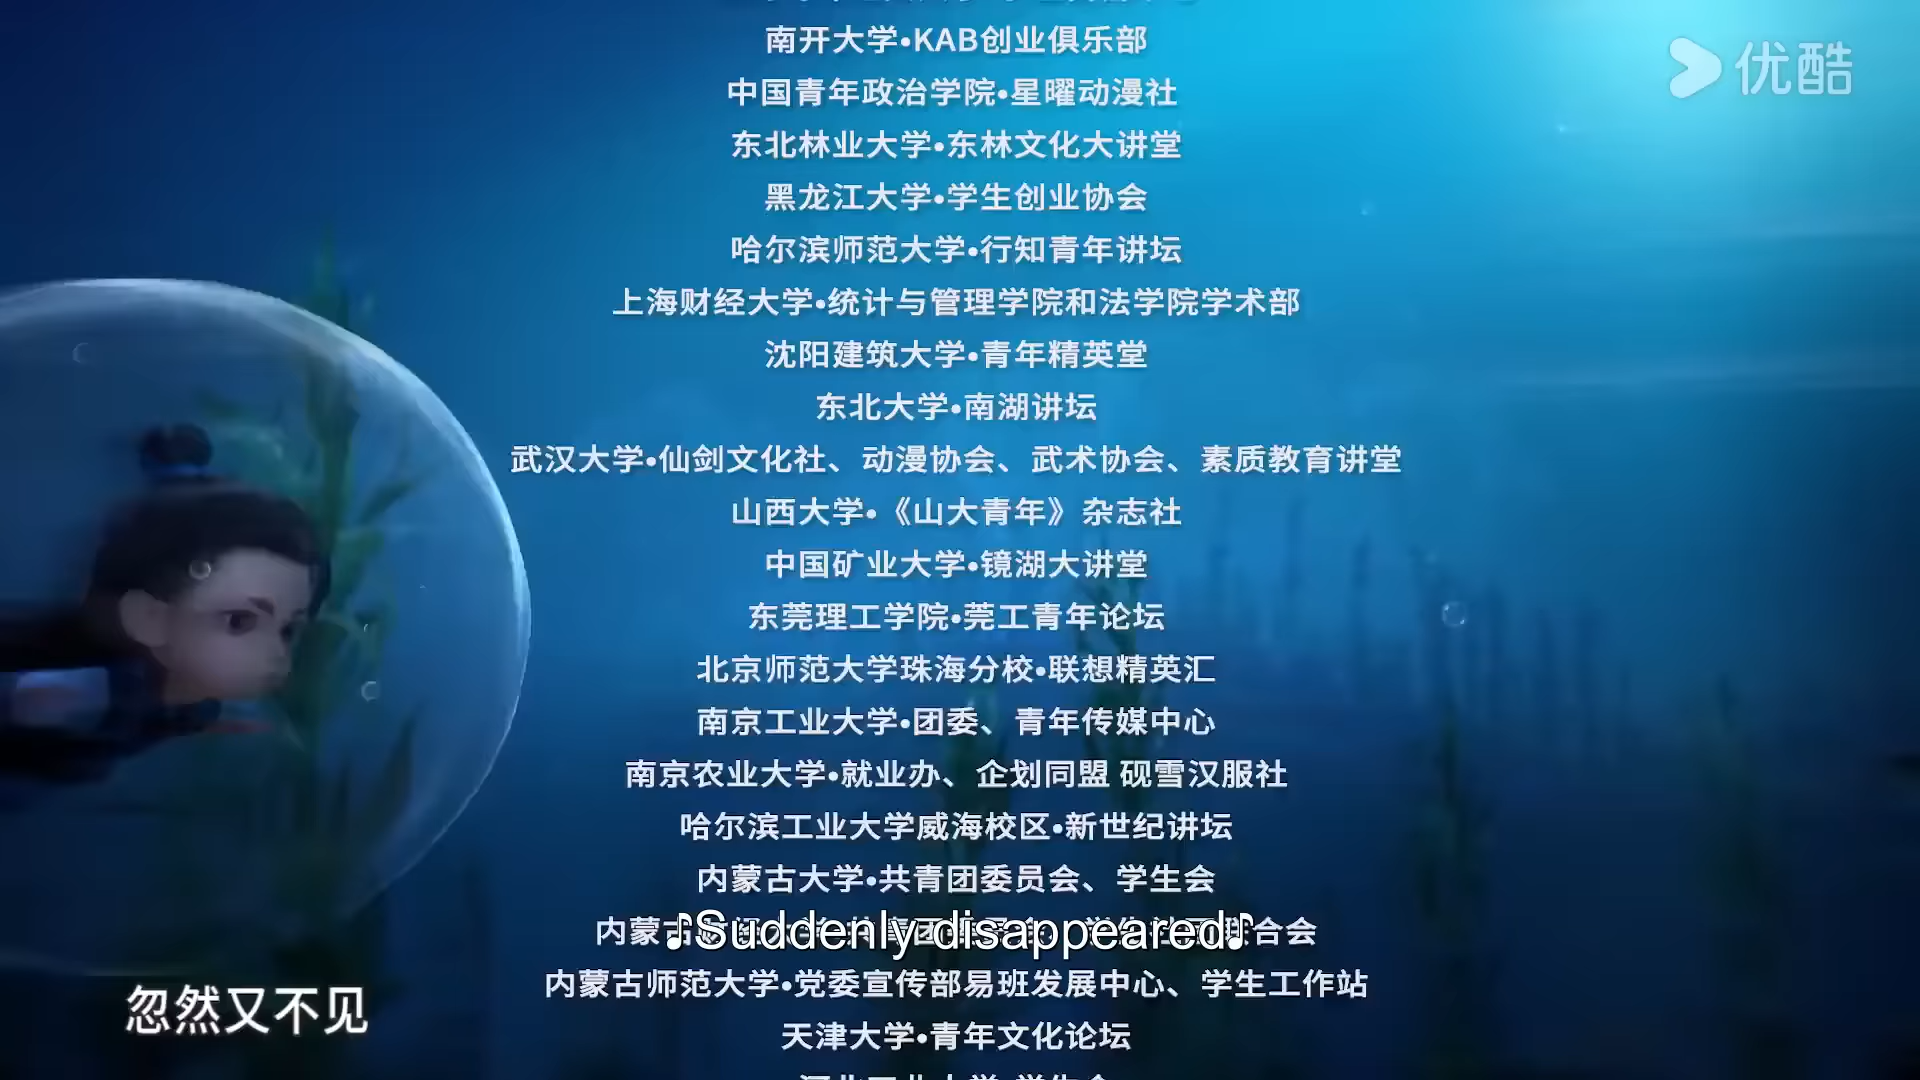 南开大学•KAB创业俱乐部
优酷
中国青年政治学院•星曜动漫社
东北林业大学•东林文化大讲堂
黑龙江大学•学生创业协会
哈尔滨师范大学•行知青年讲坛
上海财经大学•统计与管理学院和法学院学术部
沈阳建筑大学•青年精英堂
东北大学•南湖讲坛
武汉大学•仙剑文化社、动漫协会、武术协会、素质教育讲堂
山西大学•《山大青年》杂志社
中国矿业大学•镜湖大讲堂
东莞理工学院•莞工青年论坛
北京师范大学珠海分校•联想精英汇
南京工业大学•团委、青年传媒中心
南京农业大学•就业办、企划同盟 砚雪汉服社
哈尔滨工业大学威海校区•新世纪讲坛
内蒙古大学•共青团委员会、学生会
内蒙古 合会
♪Suddenly disappeared♪
内蒙古师范大学•党委宣传部易班发展中心、学生工作站
忽然又不见
天津大学•青年文化论坛